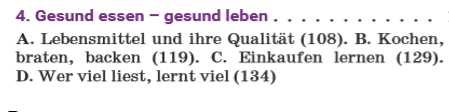 4. Gesund essen – gesund leben . . . . . . . . . . . . .
A. Lebensmittel und ihre Qualität (108). B. Kochen,
braten, backen (119). C. Einkaufen lernen (129).
D. Wer viel liest, lernt viel (134)